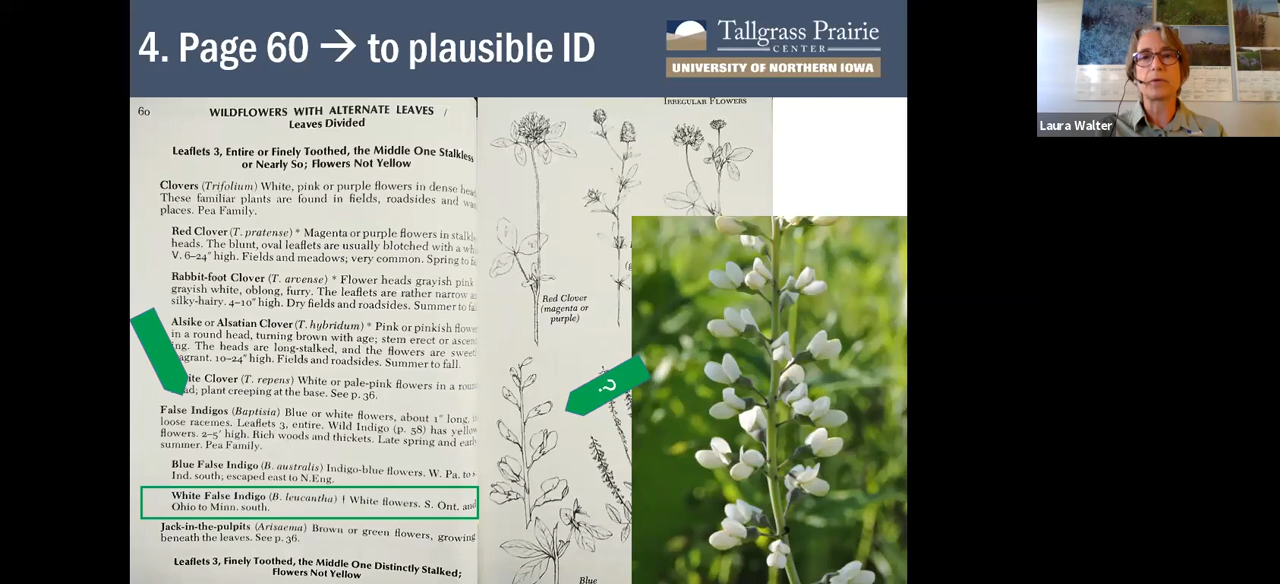 4. Page 60 → to plausible ID
Tallgrass Prairie
CENTER
UNIVERSITY OF NORTHERN IOWA
Laura Walter
60
WILDFLOWERS WITH ALTERNATE LEAVES /
Leaves Divided
Leaflets 3, Entire or Finely Toothed, the Middle One Stalkless
or Nearly So; Flowers Not Yellow
Clovers (Trifolium) White, pink or purple flowers in dense
These familiar plants are found in fields, roadsides and
places. Pea Family.
Red Clover (T. pratense) * Magenta or purple flowers in
heads. The blunt, oval leaflets are usually blotched with a
V. 6–24" high. Fields and meadows; very common. Spring to
Rabbit-foot Clover (T. arvense) * Flower heads grayish pink
grayish white, oblong, furry. The leaflets are rather narrow
silky-hairy. 4–10" high. Dry fields and roadsides. Summer to
Alsike or Alsatian Clover (T. hybridum) * Pink or pinkish
in a round head, turning brown with age; stem erect or
ing. The heads are long-stalked, and the flowers are
10–24" high. Fields and roadsides. Summer to fall.
Clover (T. repens) White or pale-pink flowers in a
plant creeping at the base. See p. 36.
False Indigos (Baptisia) Blue or white flowers, about 1" long,
loose racemes. Leaflets 3, entire. Wild Indigo (p. 58) has
flowers. 2–5' high. Rich woods and thickets. Late spring and
summer. Pea Family.
Blue False Indigo (B. australis) Indigo-blue flowers. W. Pa. to
Ind. south; escaped east to N.Eng.
White False Indigo (B. leucantha) † White flowers. S. Ont. and
Ohio to Minn. south.
Jack-in-the-pulpits (Arisaema) Brown or green flowers, growing
beneath the leaves. See p. 36.
Leaflets 3, Finely Toothed, the Middle One Distinctly Stalked;
Flowers Not Yellow
IRREGULAR FLOWERS
Red Clover
(magenta or
purple)
?
Blue